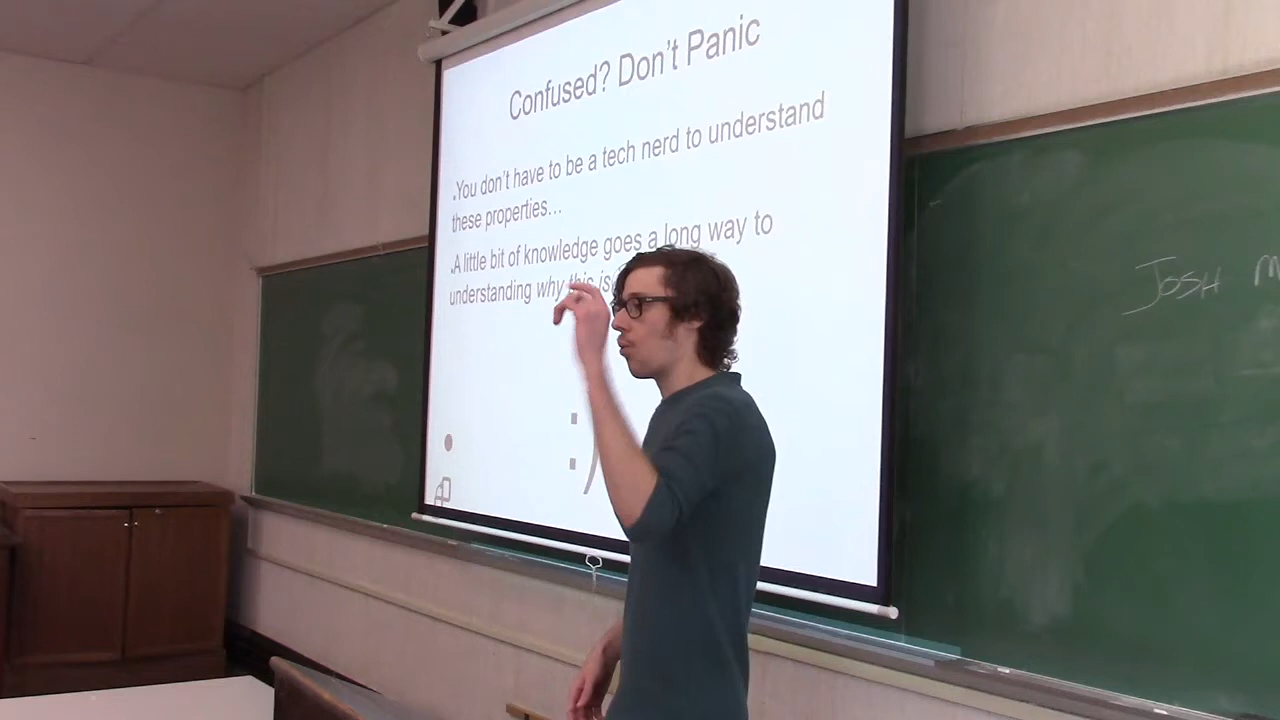 Confused? Don't Panic
.You don't have to be a tech nerd to understand
these properties...
.A little bit of knowledge goes a long way to
understanding why this is
:)
JOSH M